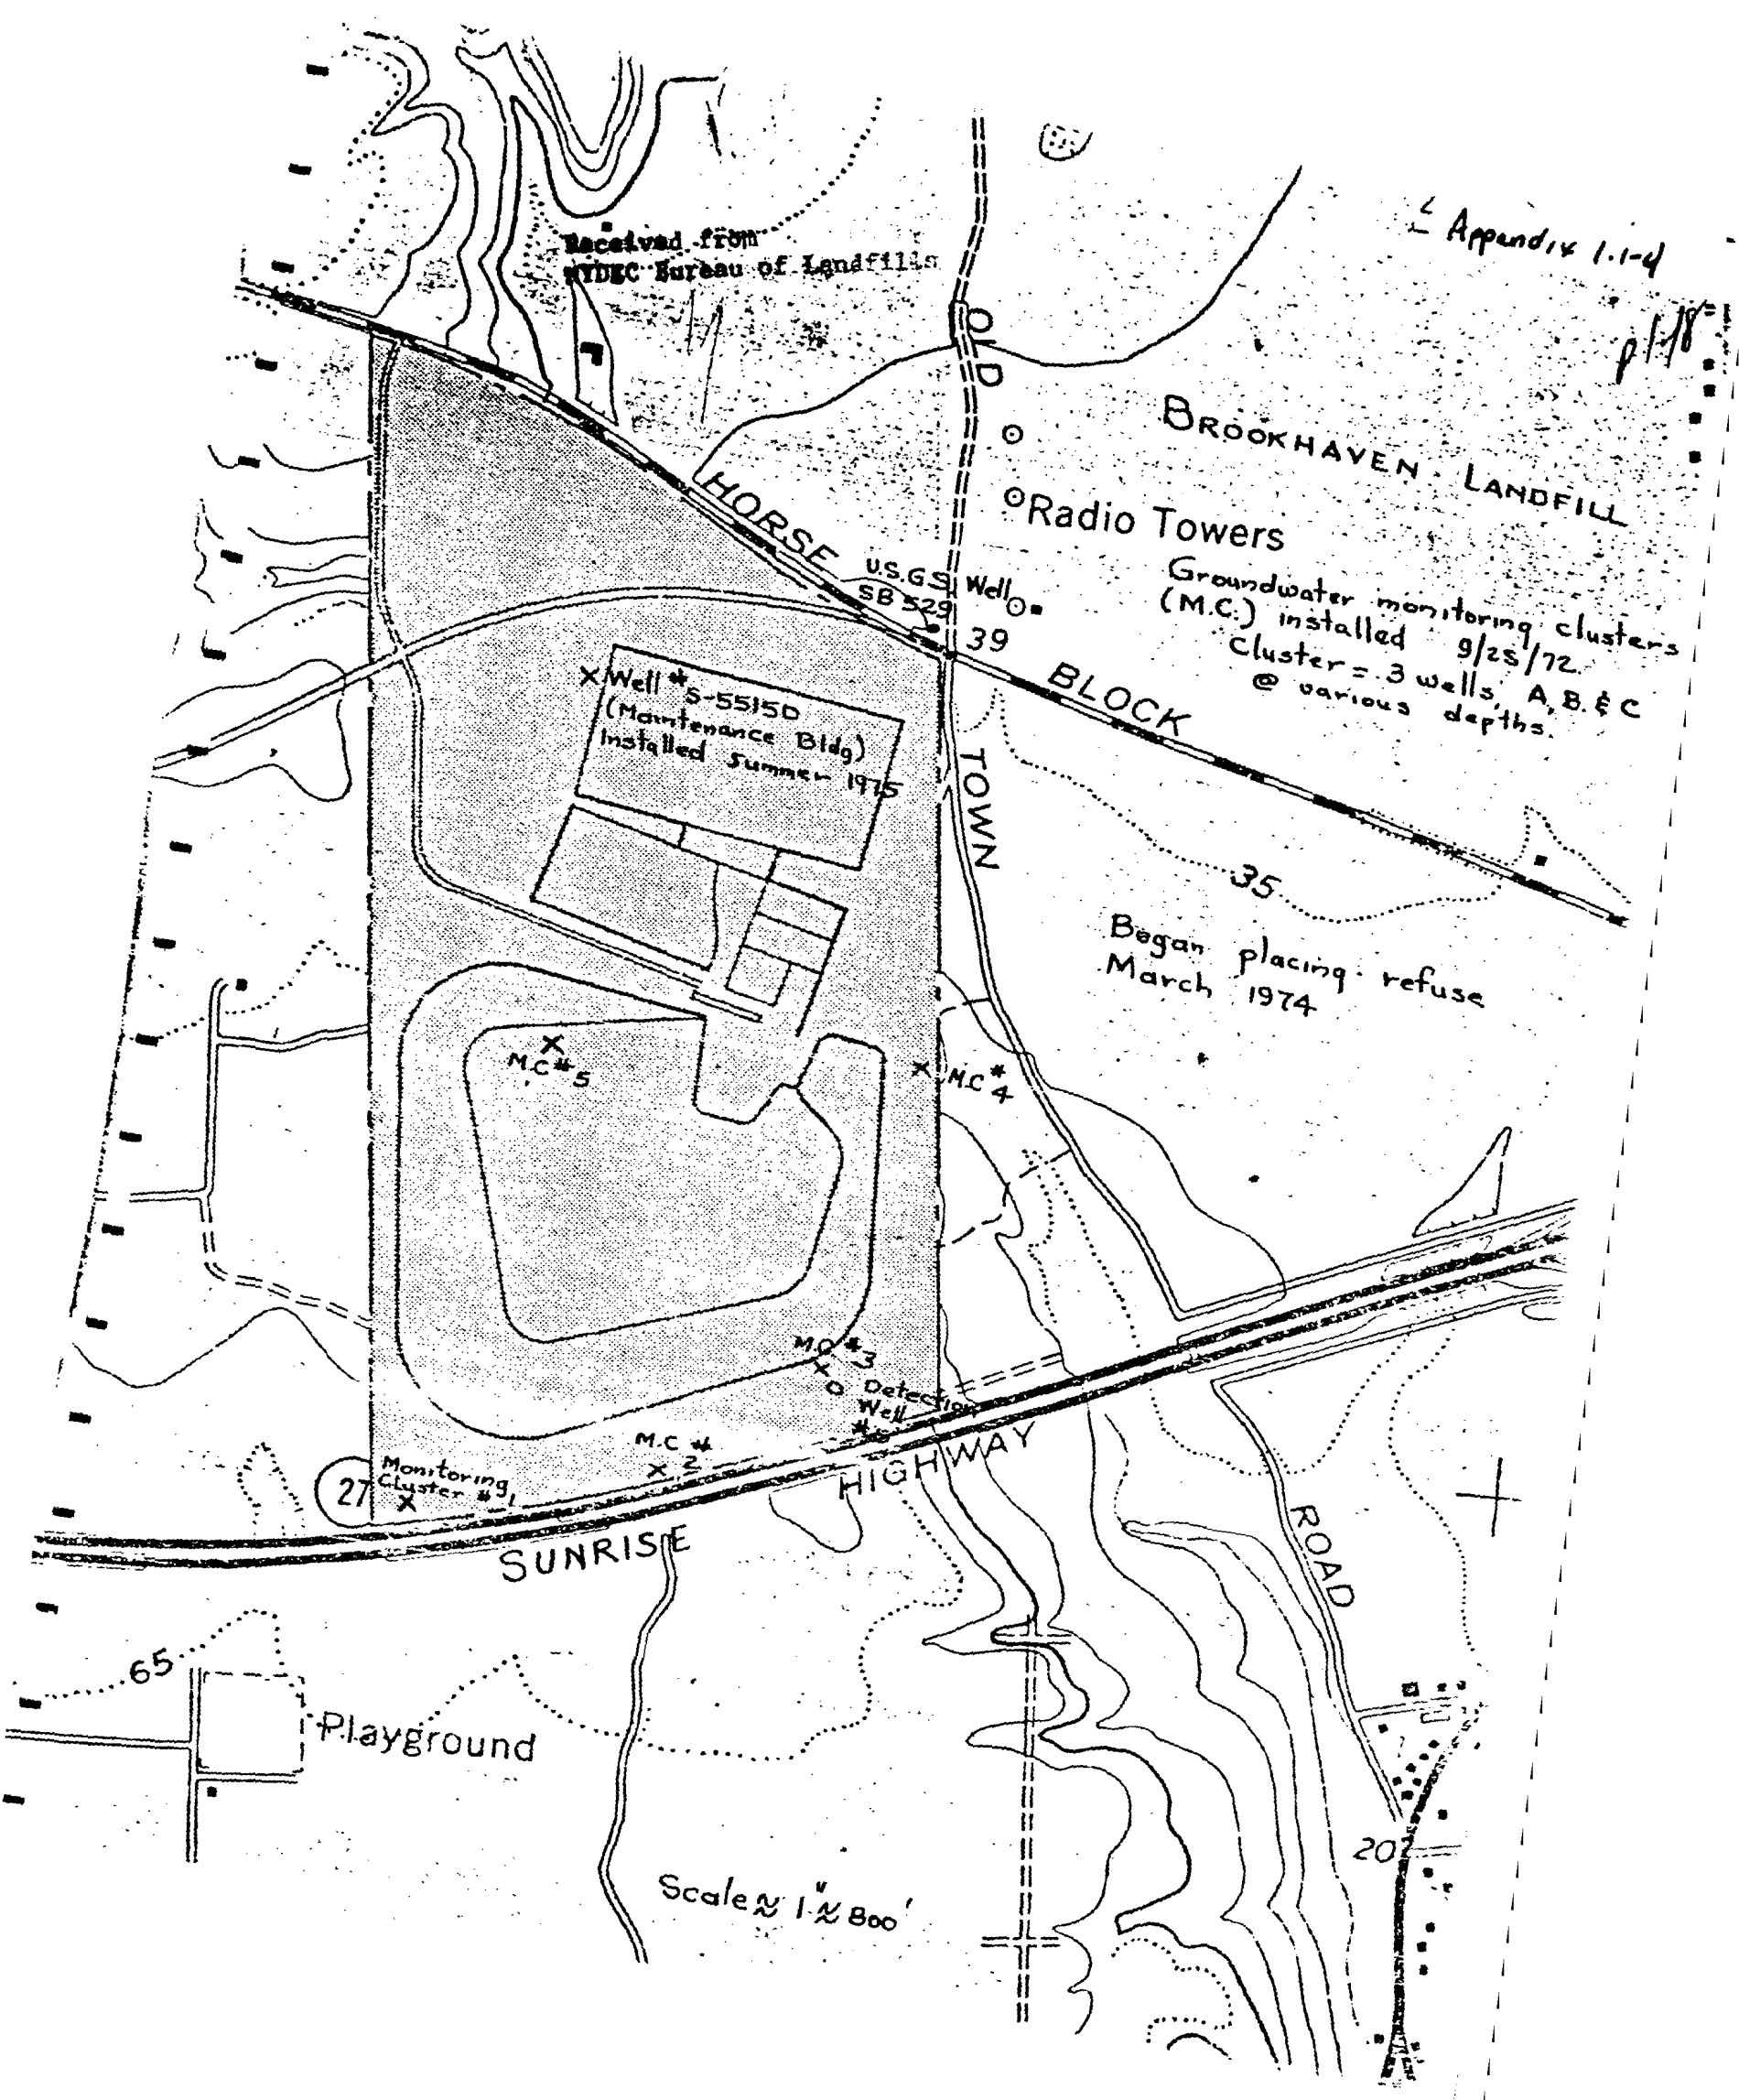 Appendix 1.1-4
Received from
NYDEC Bureau of Landfills
OLD
BROOKHAVEN LANDFILL
Radio Towers
HORSE
U.S.G.S. Well
SB 529
39
Groundwater monitoring clusters
(M.C.) installed 9/25/72.
Cluster = 3 wells, A, B. & C
@ various depths.
BLOCK
Well #
S-55150
(Maintenance Bldg)
Installed Summer 1975
TOWN
35
Began placing refuse
March 1974
M.C #5
M.C #
4
M.C #3
Detection
Well
M.C #
2
Monitoring
Cluster #1
27
HIGHWAY
SUNRISE
ROAD
65
Playground
20
Scale ≈ 1" ≈ 800'